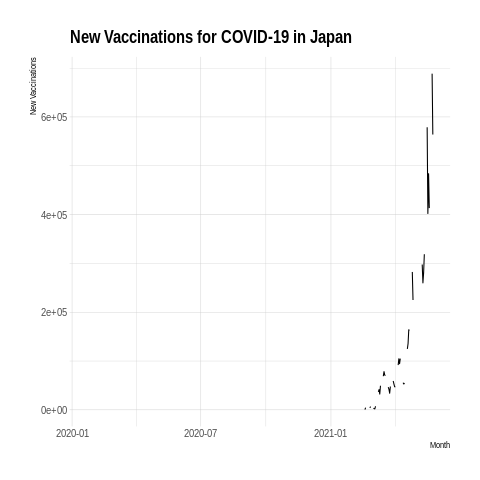 New Vaccinations for COVID-19 in Japan
New Vaccinations
6e+05
4e+05
2e+05
0e+00
2020-01
2020-07
2021-01
Month